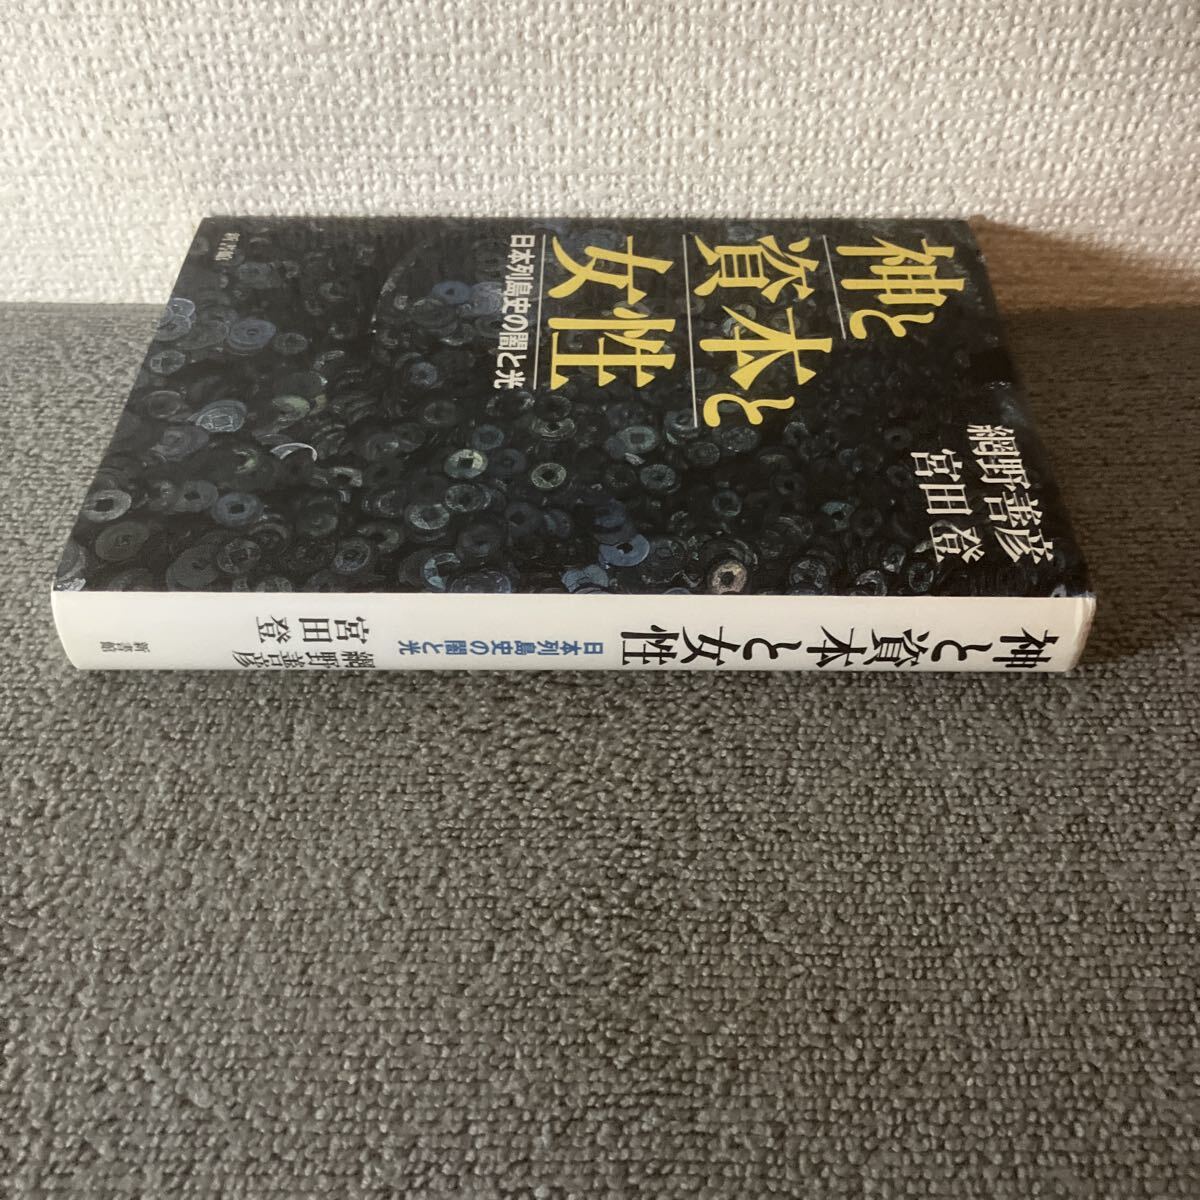 神と
資本と
女性
日本列島史の闇と光
網野善彦
宮田登
新書館
神と資本と女性
日本列島史の闇と光
網野善彦
宮田登
新書館